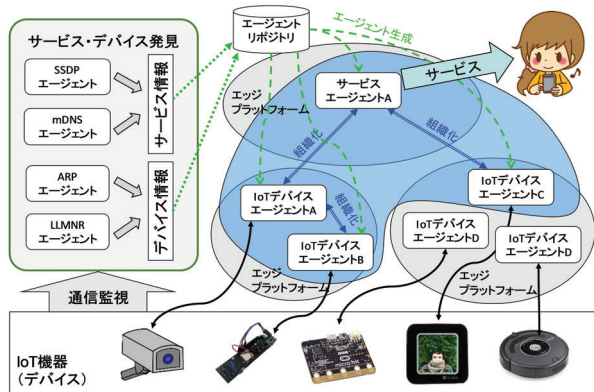 サービス・デバイス発見
SSDP
エージェント
mDNS
エージェント
サービス情報
ARP
エージェント
LLMNR
エージェント
デバイス情報
通信監視
エージェント
リポジトリ
エージェント生成
サービス
エッジ
プラットフォーム
サービス
エージェントA
組織化
組織化
IoTデバイス
エージェントA
組織化
IoTデバイス
エージェントB
エッジ
プラットフォーム
IoTデバイス
エージェントC
IoTデバイス
エージェントD
IoTデバイス
エージェントD
エッジ
プラットフォーム
IoT機器
（デバイス）
micro:bit